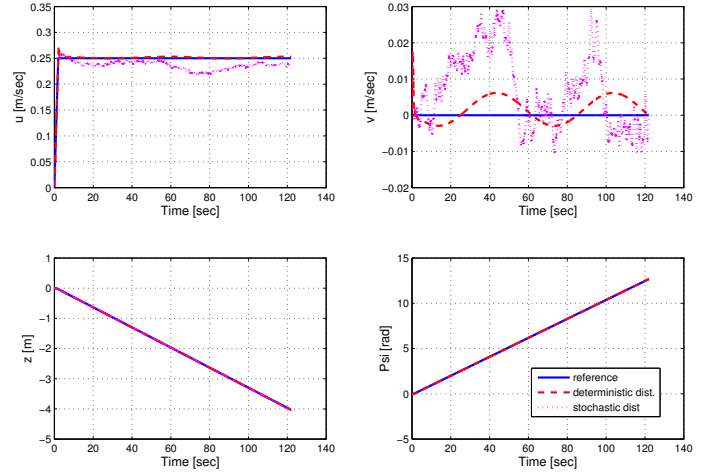 0.35
0.3
0.25
0.2
0.15
0.1
0.05
0
u [m/sec]
0 20 40 60 80 100 120 140
Time [sec]
0.03
0.02
0.01
0
−0.01
−0.02
v [m/sec]
0 20 40 60 80 100 120 140
Time [sec]
1
0
−1
−2
−3
−4
−5
z [m]
0 20 40 60 80 100 120 140
Time [sec]
15
10
5
0
−5
Psi [rad]
reference
deterministic dist.
stochastic dist
0 20 40 60 80 100 120 140
Time [sec]